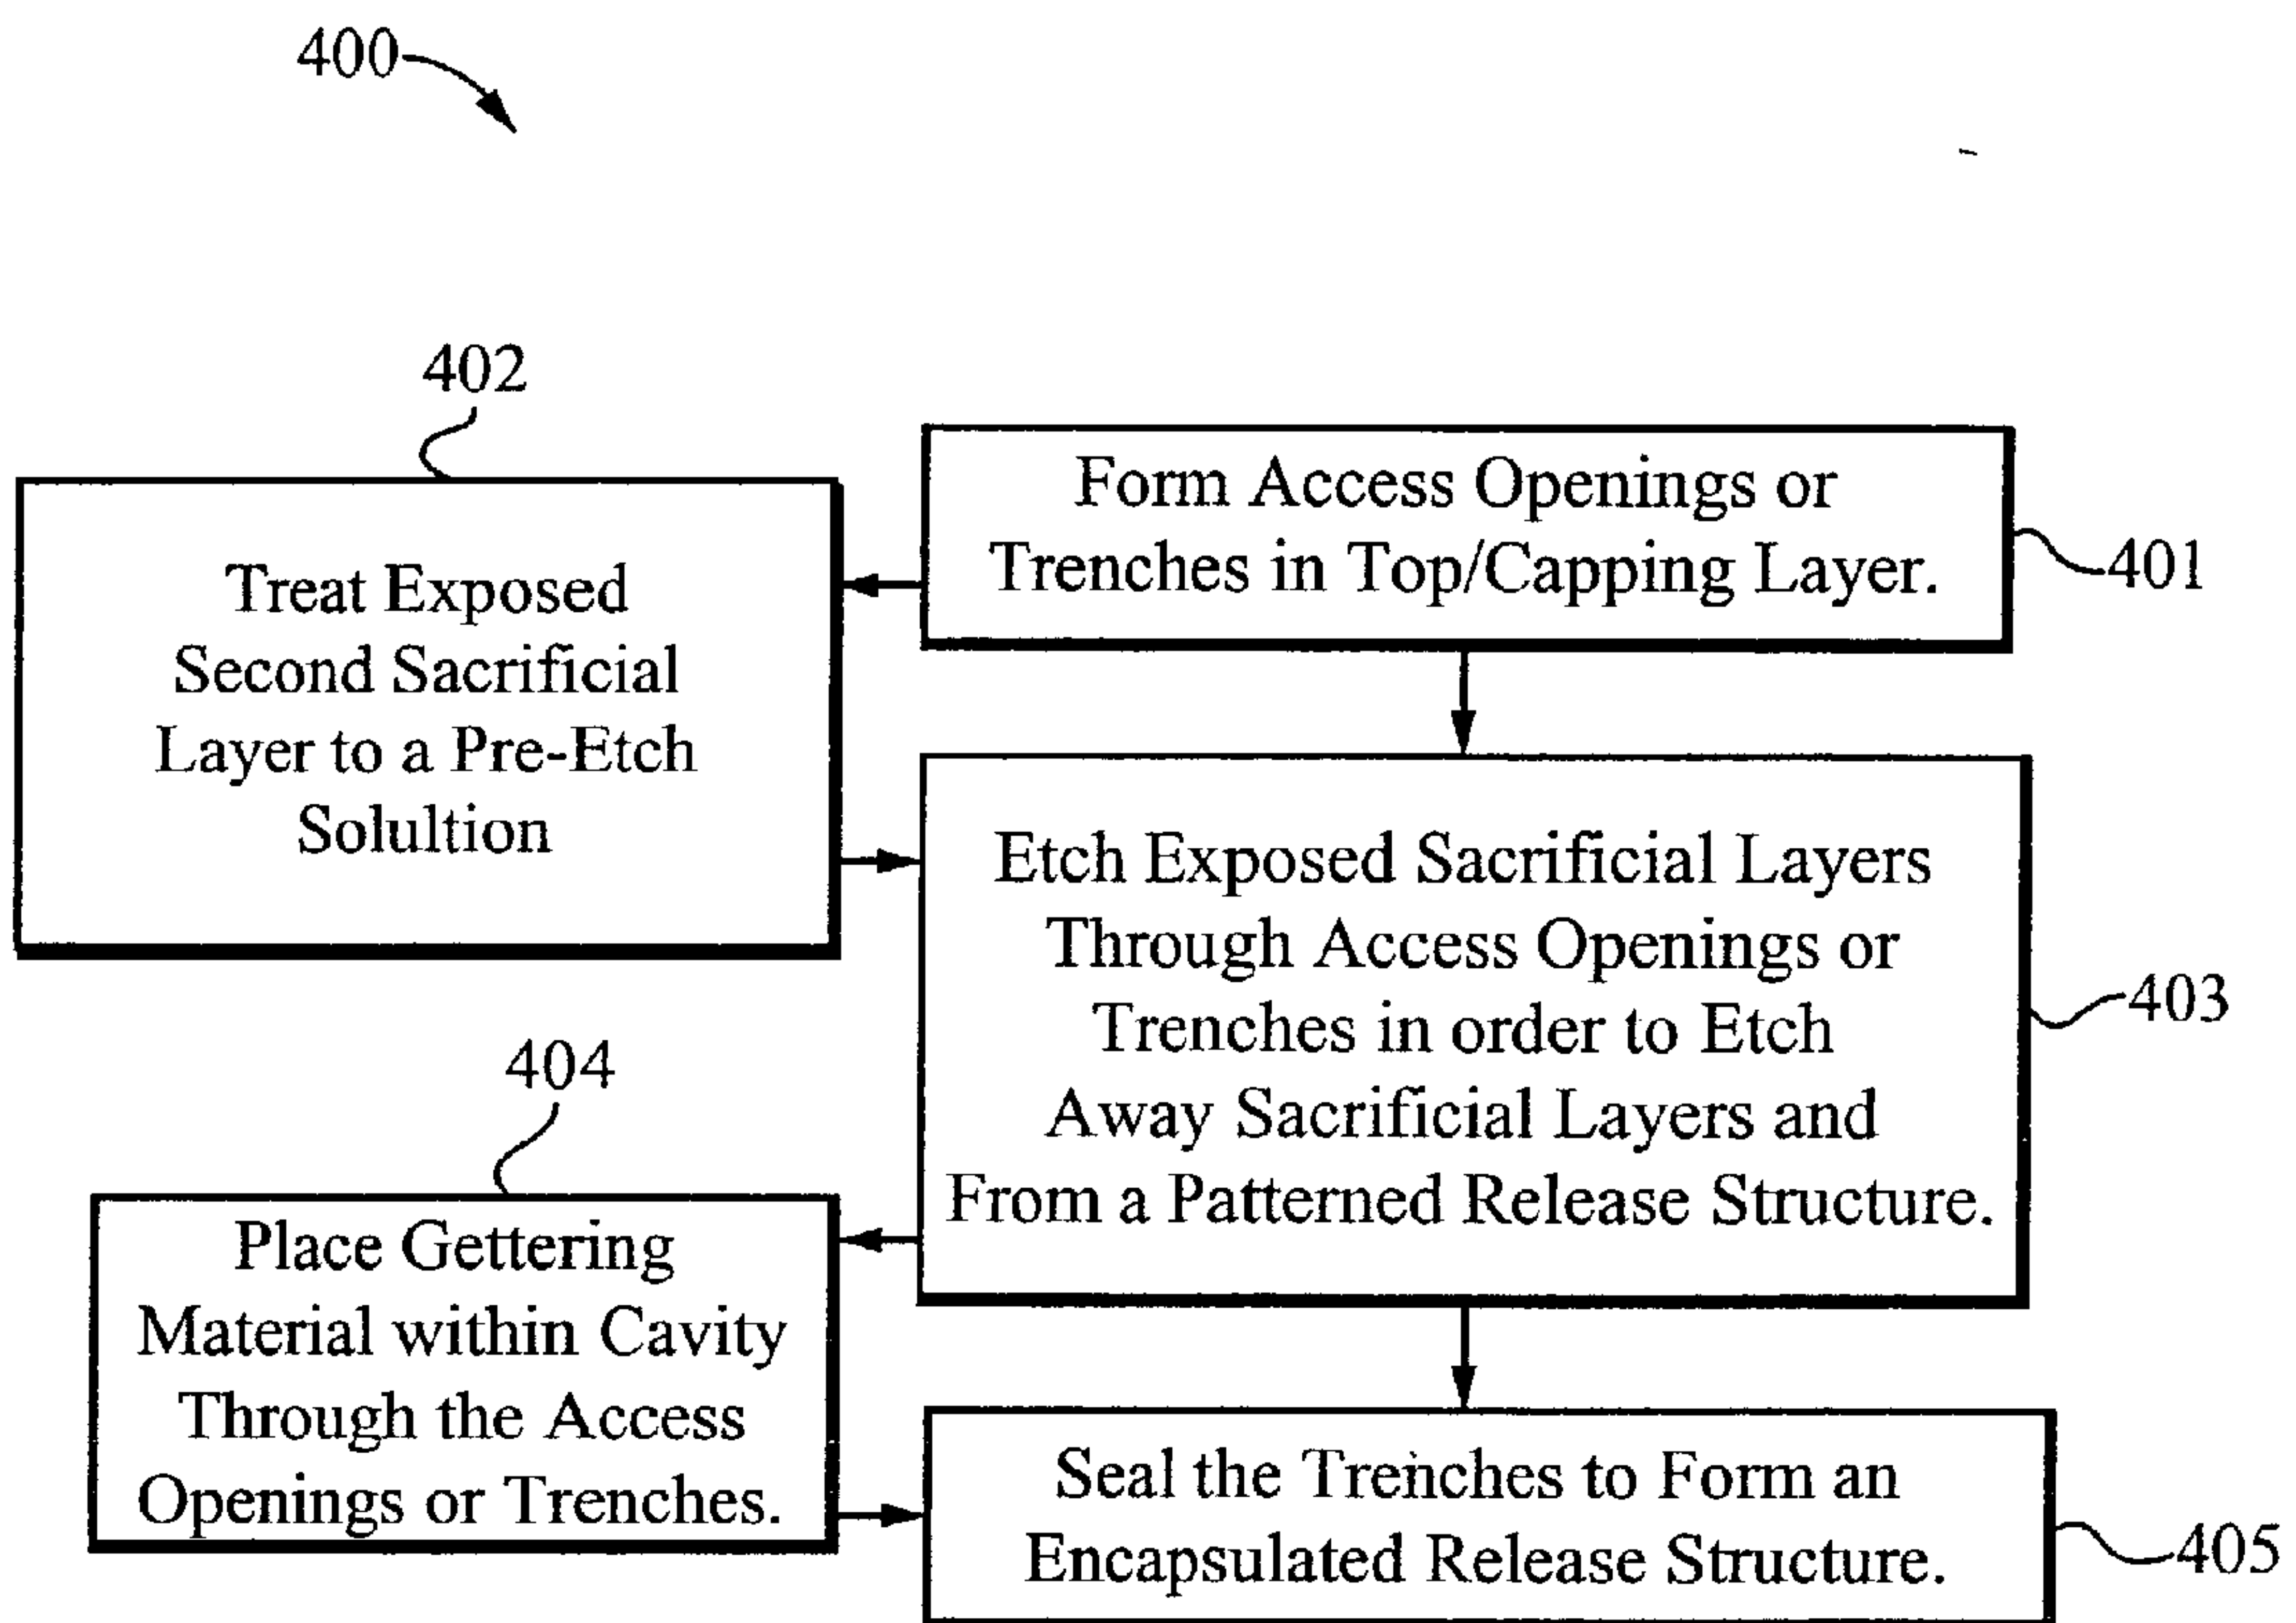 400
402
Form Access Openings or
Trenches in Top/Capping Layer.
401
Treat Exposed
Second Sacrificial
Layer to a Pre-Etch
Solultion
Etch Exposed Sacrificial Layers
Through Access Openings or
Trenches in order to Etch
Away Sacrificial Layers and
From a Patterned Release Structure.
403
404
Place Gettering
Material within Cavity
Through the Access
Openings or Trenches.
Seal the Trenches to Form an
Encapsulated Release Structure.
405